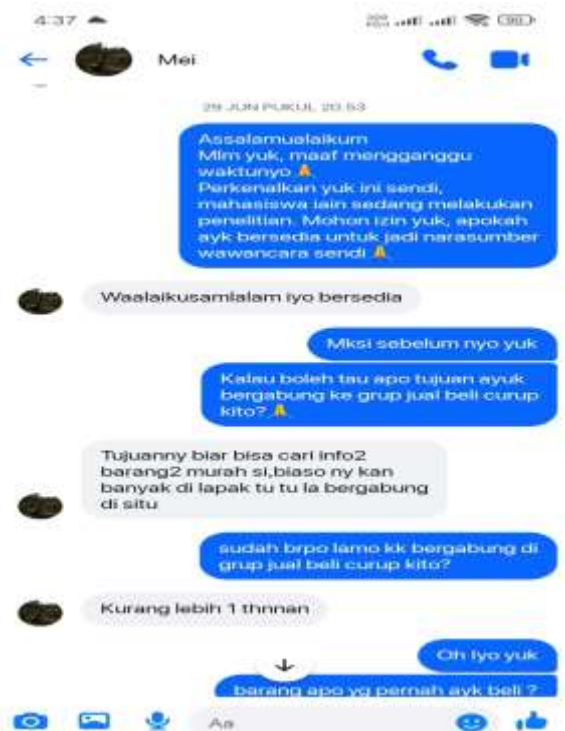 4:37
Mei
29 JUN PUKUL 20.53
Assalamualaikum
Mlm yuk, maaf mengganggu
waktunyo
Perkenalkan yuk ini sendi,
mahasiswa iain sedang melakukan
penelitian. Mohon izin yuk, apokah
ayk bersedia untuk jadi narasumber
wawancara sendi
Waalaikusamlalam iyo bersedia
Mksi sebelum nyo yuk
Kalau boleh tau apo tujuan ayuk
bergabung ke grup jual beli curup
kito?
Tujuanny biar bisa cari info2
barang2 murah si,biaso ny kan
banyak di lapak tu tu la bergabung
di situ
sudah brpo lamo kk bergabung di
grup jual beli curup kito?
Kurang lebih 1 thnnan
Oh Iyo yuk
barang apo yg pernah ayk beli ?
Aa